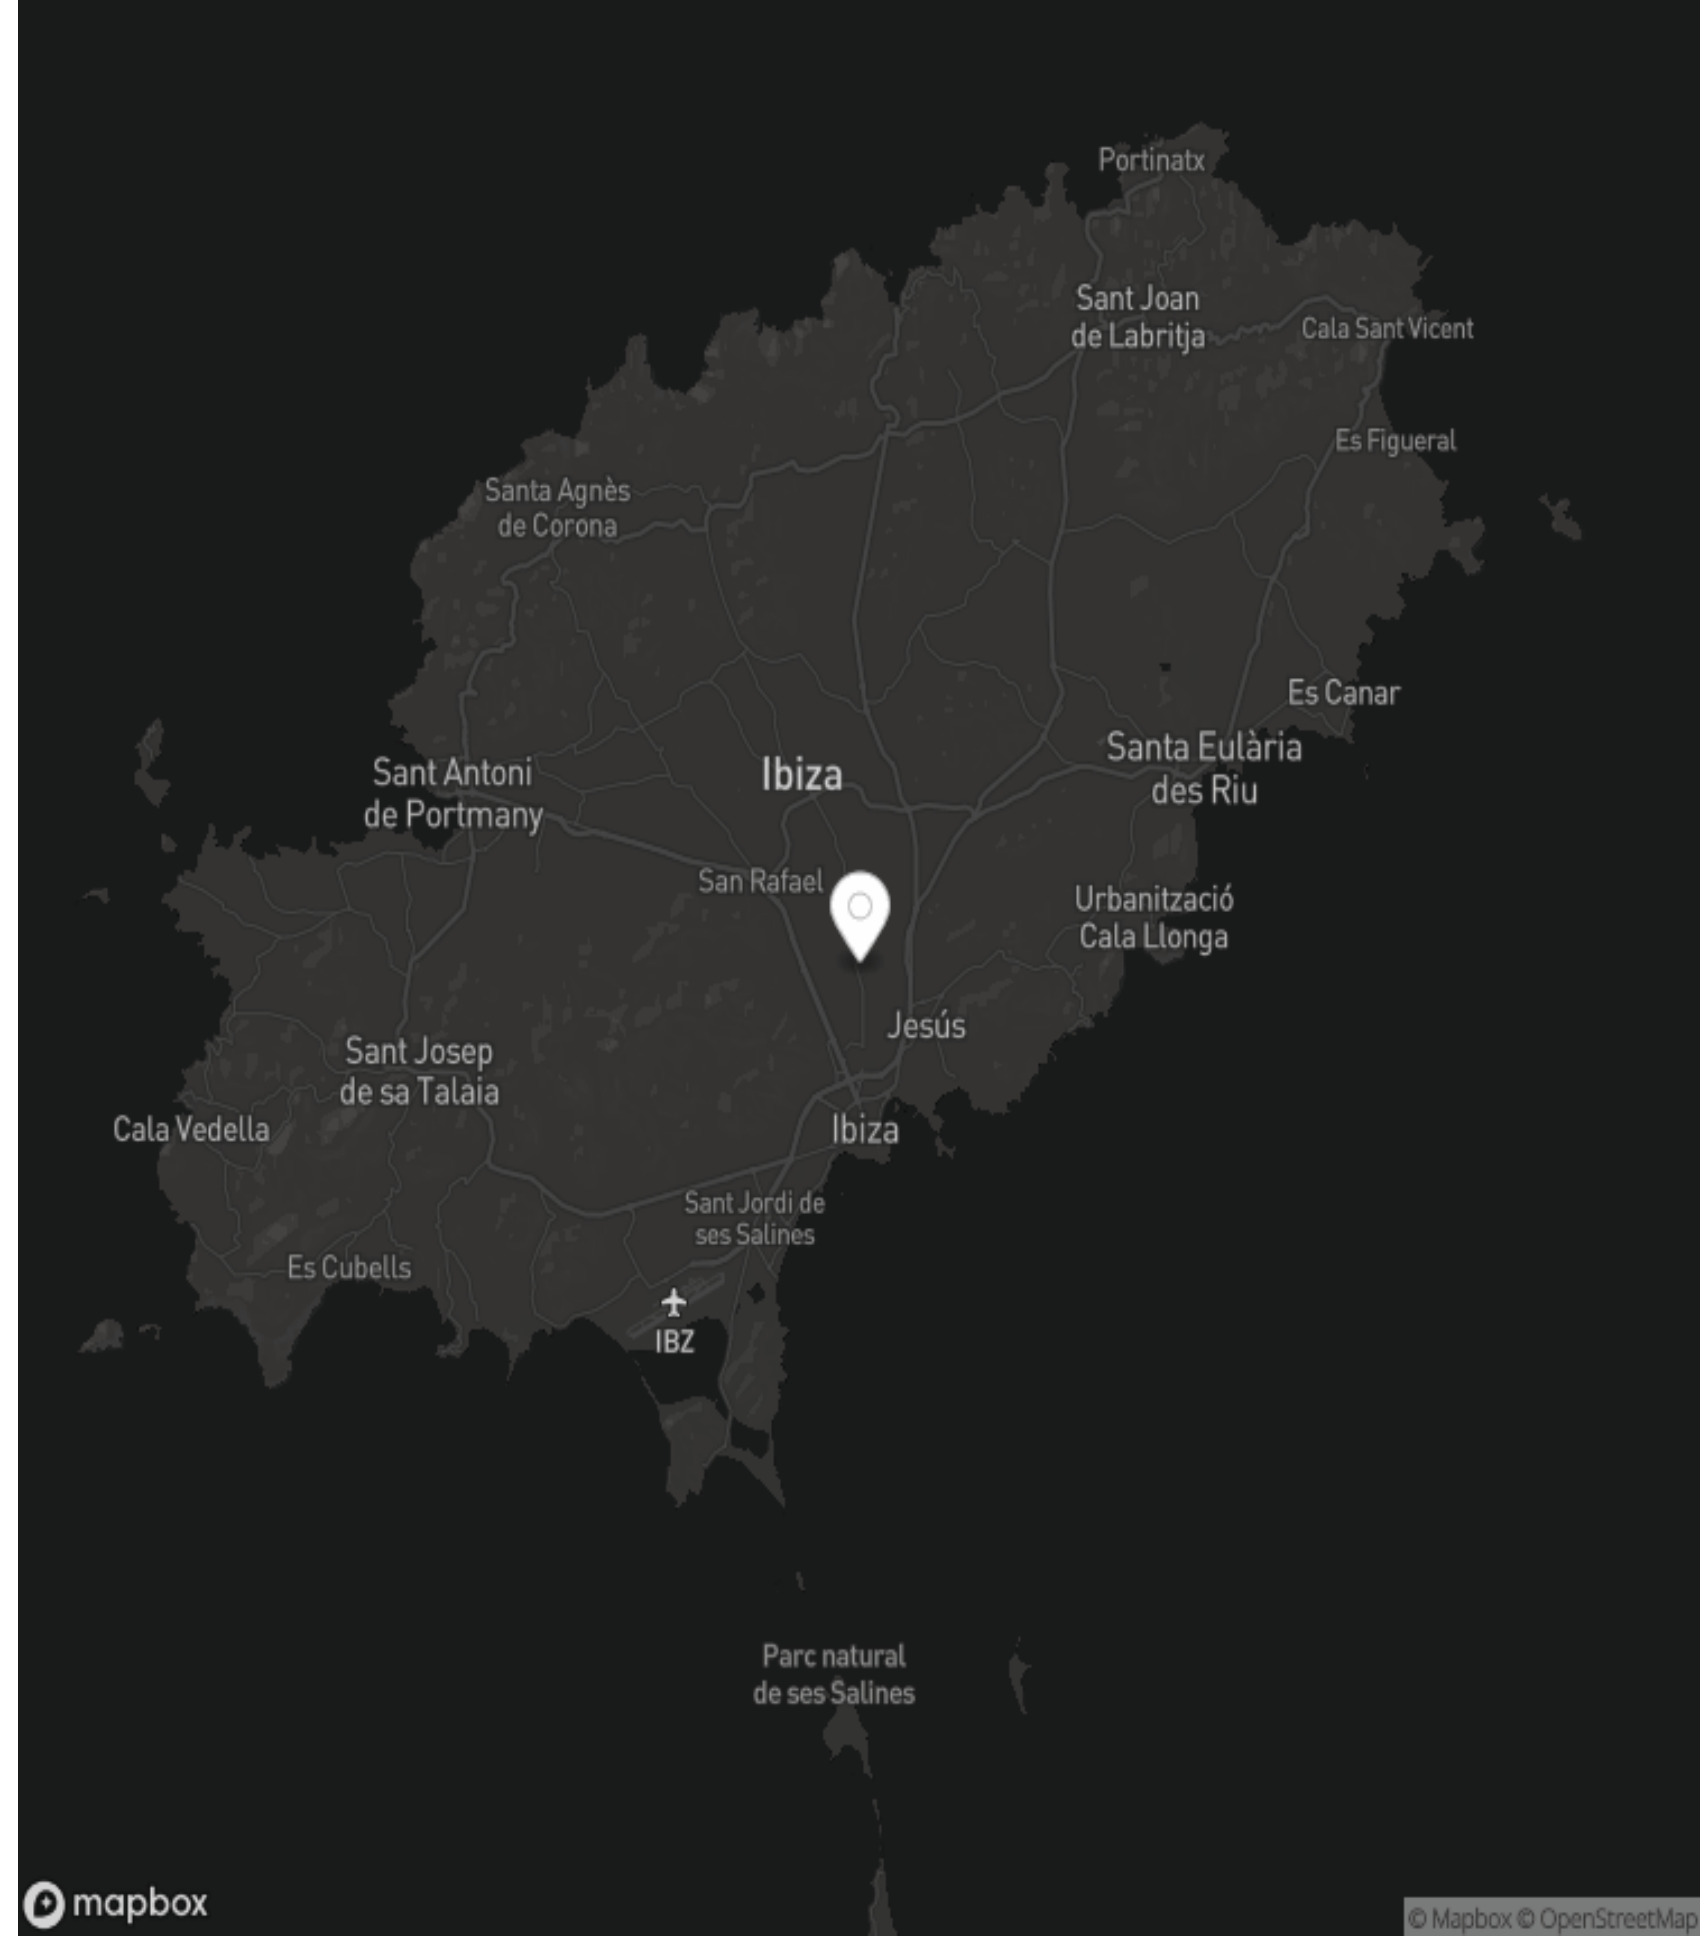 Portinatx
Sant Joan
de Labritja
Cala Sant Vicent
Es Figueral
Santa Agnès
de Corona
Es Canar
Santa Eulària
des Riu
Sant Antoni
de Portmany
Ibiza
San Rafael
Urbanització
Cala Llonga
Jesús
Sant Josep
de sa Talaia
Cala Vedella
Ibiza
Sant Jordi de
ses Salines
Es Cubells
IBZ
Parc natural
de ses Salines
mapbox
© Mapbox © OpenStreetMap